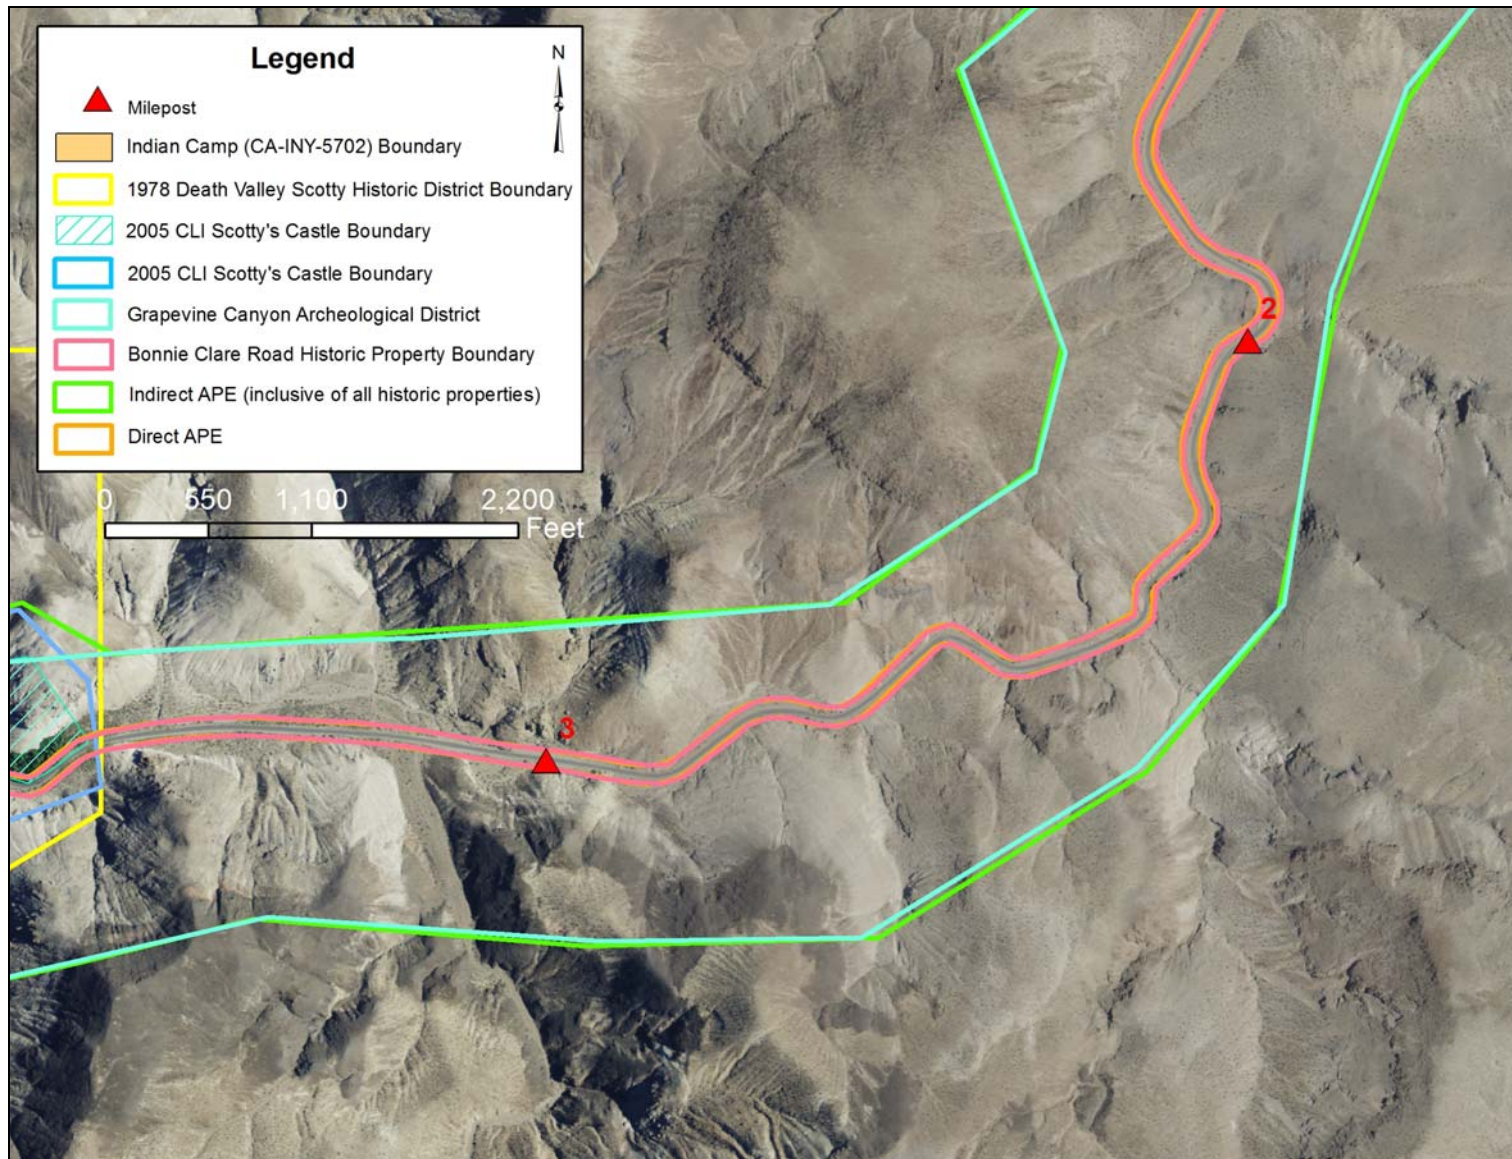 Legend
N
Milepost
Indian Camp (CA-INY-5702) Boundary
1978 Death Valley Scotty Historic District Boundary
2005 CLI Scotty's Castle Boundary
2005 CLI Scotty's Castle Boundary
Grapevine Canyon Archeological District
Bonnie Clare Road Historic Property Boundary
Indirect APE (inclusive of all historic properties)
Direct APE
0 550 1,100 2,200
Feet
2
3